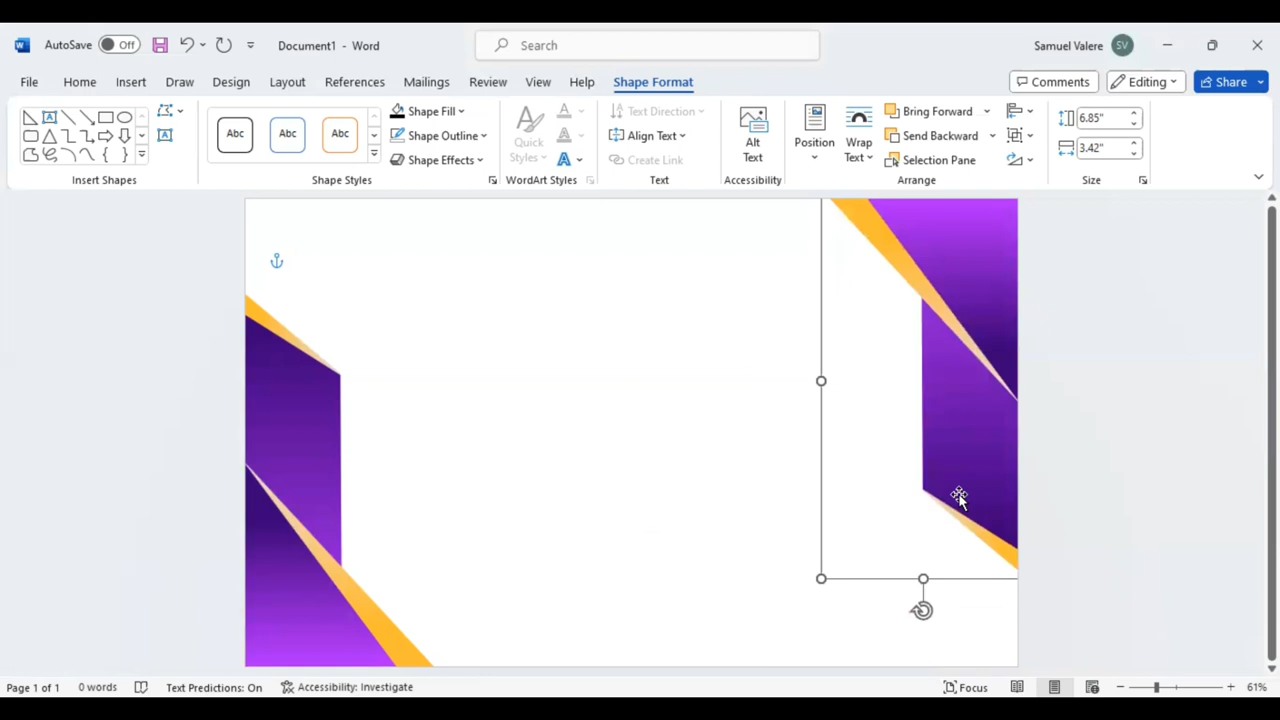 AutoSave Off Document1 - Word Search Samuel Valere SV
File Home Insert Draw Design Layout References Mailings Review View Help Shape Format Comments Editing Share
Abc Abc Abc Shape Fill Text Direction Bring Forward 6.85"
Shape Outline Align Text Send Backward
Quick Styles Alt Text Position Wrap Text
Shape Effects Create Link Selection Pane 3.42"
Insert Shapes Shape Styles WordArt Styles Text Accessibility Arrange Size
Page 1 of 1 0 words Text Predictions: On Accessibility: Investigate Focus 61%